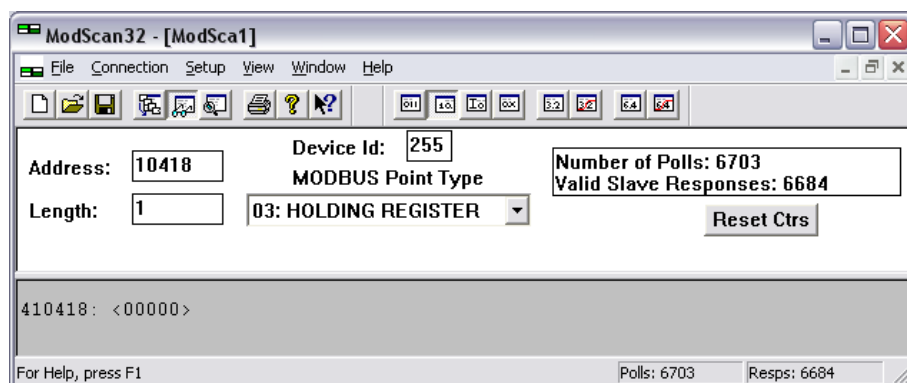 ModScan32 - [ModSca1]
File Connection Setup View Window Help
Address: 10418
Device Id: 255
MODBUS Point Type
Length: 1
03: HOLDING REGISTER
Number of Polls: 6703
Valid Slave Responses: 6684
Reset Ctrs
410418: <00000>
For Help, press F1
Polls: 6703
Resps: 6684